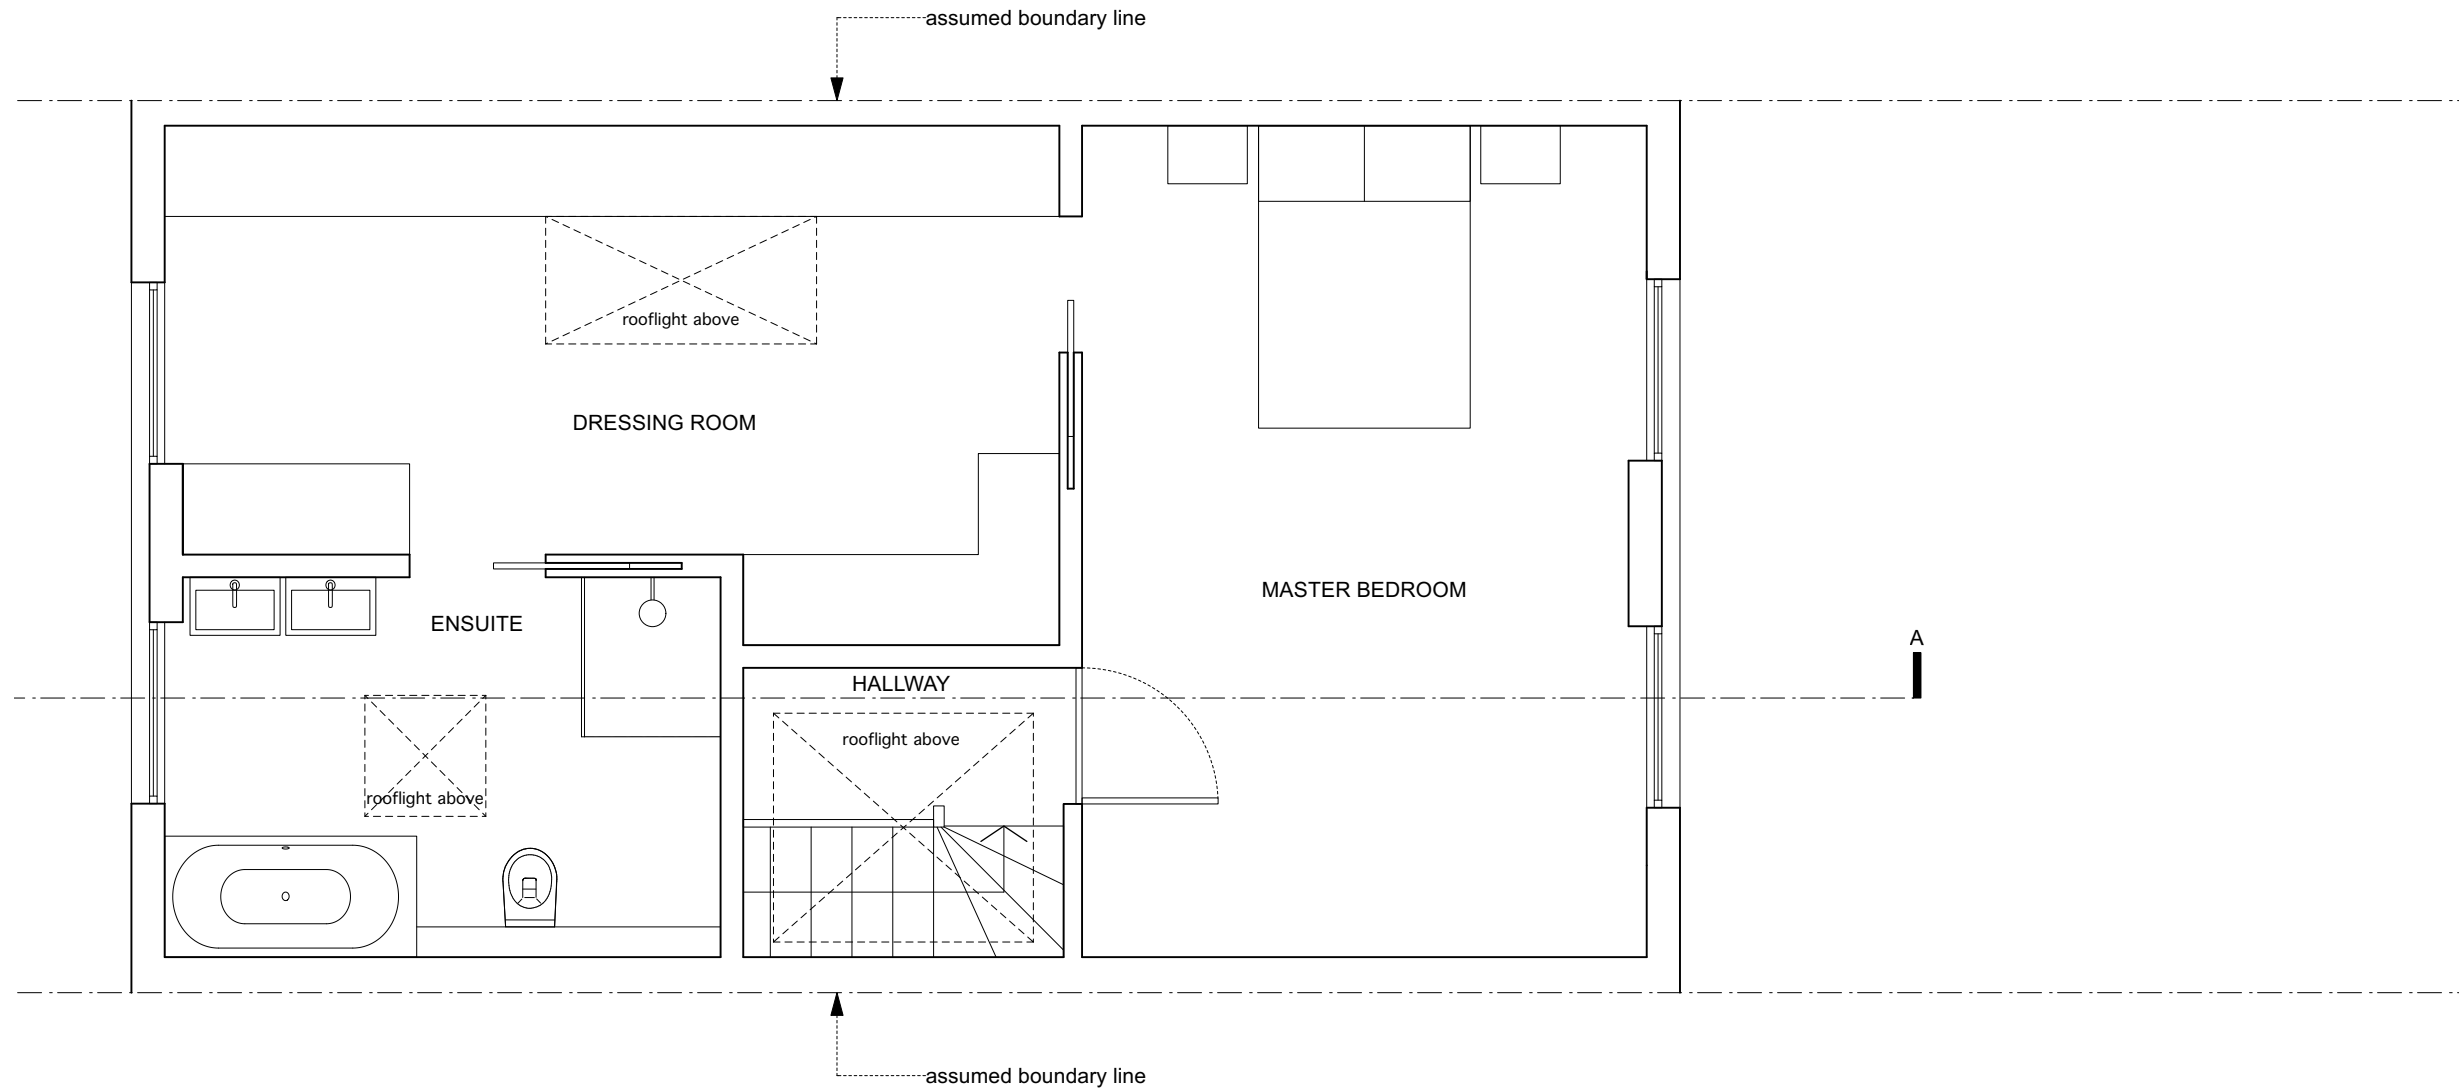 assumed boundary line
rooflight above
DRESSING ROOM
MASTER BEDROOM
ENSUITE
A
HALLWAY
rooflight above
rooflight above
assumed boundary line